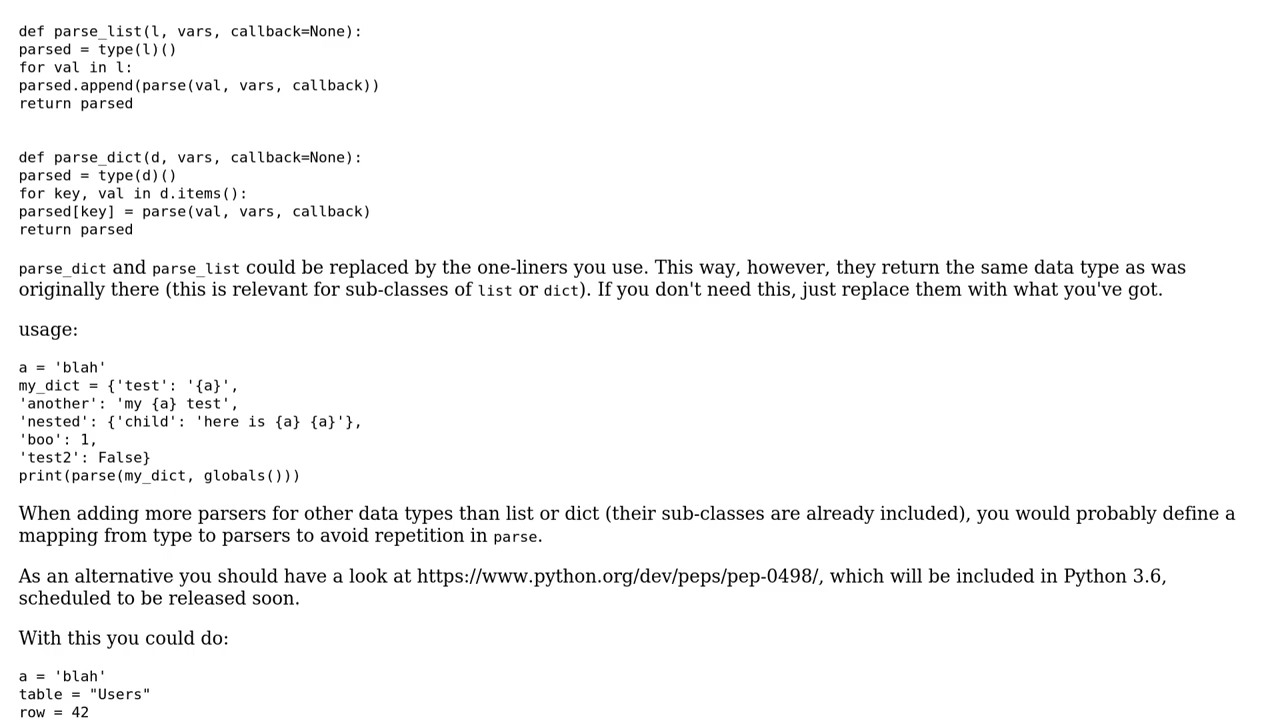 def parse_list(l, vars, callback=None):
parsed = type(l)()
for val in l:
parsed.append(parse(val, vars, callback))
return parsed
def parse_dict(d, vars, callback=None):
parsed = type(d)()
for key, val in d.items():
parsed[key] = parse(val, vars, callback)
return parsed
parse_dict and parse_list could be replaced by the one-liners you use. This way, however, they return the same data type as was
originally there (this is relevant for sub-classes of list or dict). If you don't need this, just replace them with what you've got.
usage:
a = 'blah'
my_dict = {'test': '{a}',
'another': 'my {a} test',
'nested': {'child': 'here is {a} {a}'},
'boo': 1,
'test2': False}
print(parse(my_dict, globals()))
When adding more parsers for other data types than list or dict (their sub-classes are already included), you would probably define a
mapping from type to parsers to avoid repetition in parse.
As an alternative you should have a look at https://www.python.org/dev/peps/pep-0498/, which will be included in Python 3.6,
scheduled to be released soon.
With this you could do:
a = 'blah'
table = "Users"
row = 42